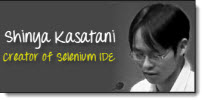 Shinya Kasatani
Creator of Selenium IDE